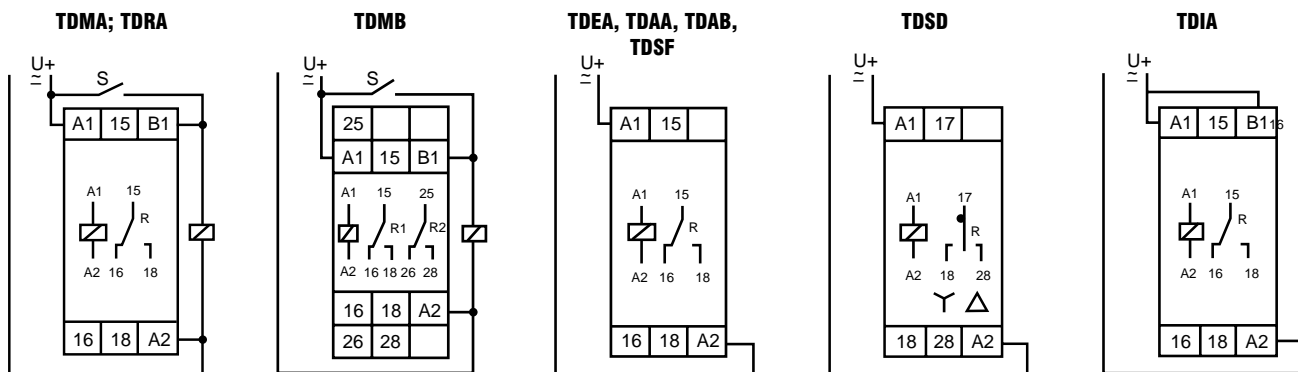 TDMA; TDRA
U+
≂
S
A1 15 B1
A1 15
R
A2 16 18
16 18 A2
TDMB
U+
≂
S
25
A1 15 B1
A1 15 25
R1 R2
A2 16 18 26 28
16 18 A2
26 28
TDEA, TDAA, TDAB,
TDSF
U+
≂
A1 15
A1 15
R
A2 16 18
16 18 A2
TDSD
U+
≂
A1 17
A1 17
R
A2 18 28
18 28 A2
TDIA
U+
≂
A1 15 B1 16
A1 15
R
A2 16 18
16 18 A2